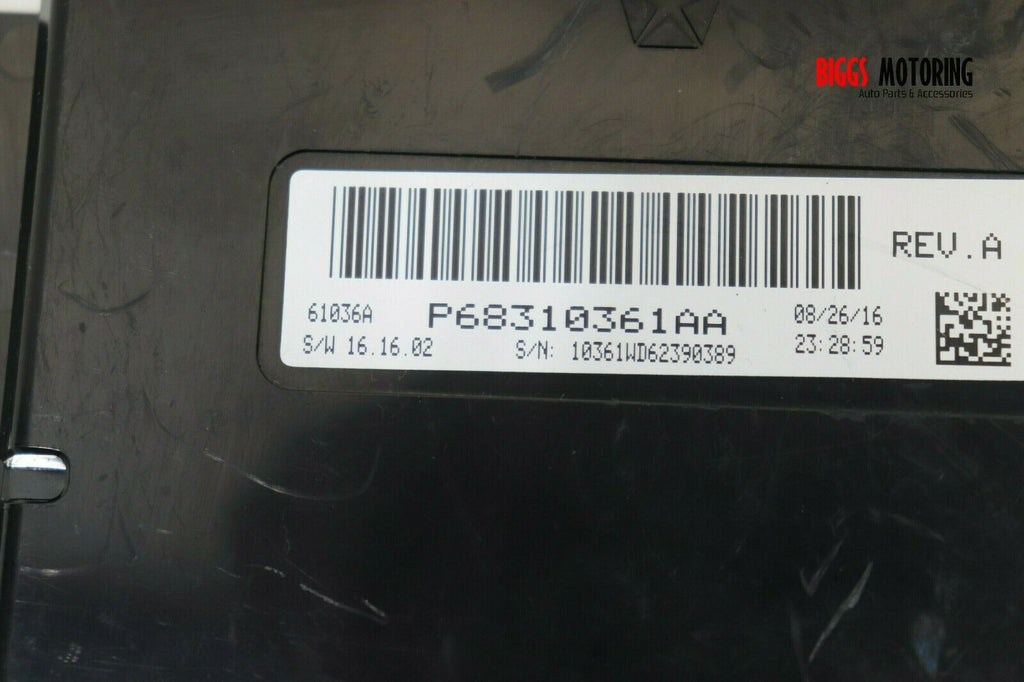 BIGGS MOTORING
Auto Parts & Accessories
REV.A
61036A P68310361AA 08/26/16
S/W 16.16.02 S/N: 10361WD62390389 23:28:59